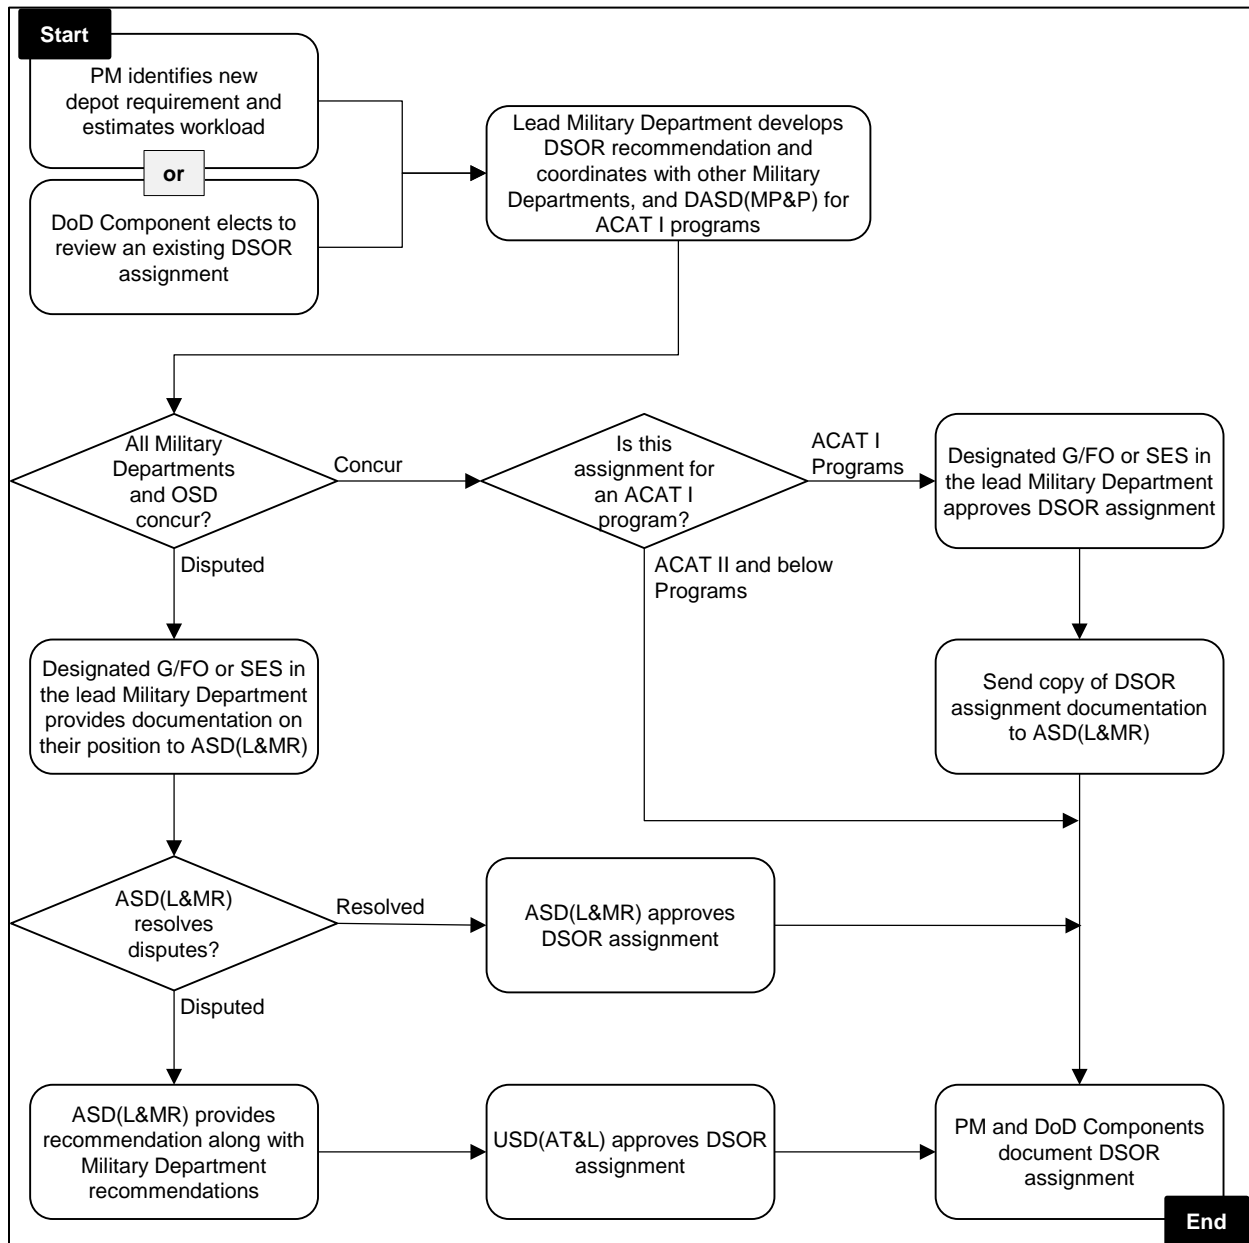 Start
PM identifies new
depot requirement and
estimates workload
or
DoD Component elects to
review an existing DSOR
assignment
Lead Military Department develops
DSOR recommendation and
coordinates with other Military
Departments, and DASD(MP&P) for
ACAT I programs
All Military
Departments
and OSD
concur?
Concur
Disputed
Is this
assignment for
an ACAT I
program?
ACAT I
Programs
ACAT II and below
Programs
Designated G/FO or SES in
the lead Military Department
approves DSOR assignment
Designated G/FO or SES in
the lead Military Department
provides documentation on
their position to ASD(L&MR)
Send copy of DSOR
assignment documentation
to ASD(L&MR)
ASD(L&MR)
resolves
disputes?
Resolved
Disputed
ASD(L&MR) approves
DSOR assignment
ASD(L&MR) provides
recommendation along with
Military Department
recommendations
USD(AT&L) approves DSOR
assignment
PM and DoD Components
document DSOR
assignment
End